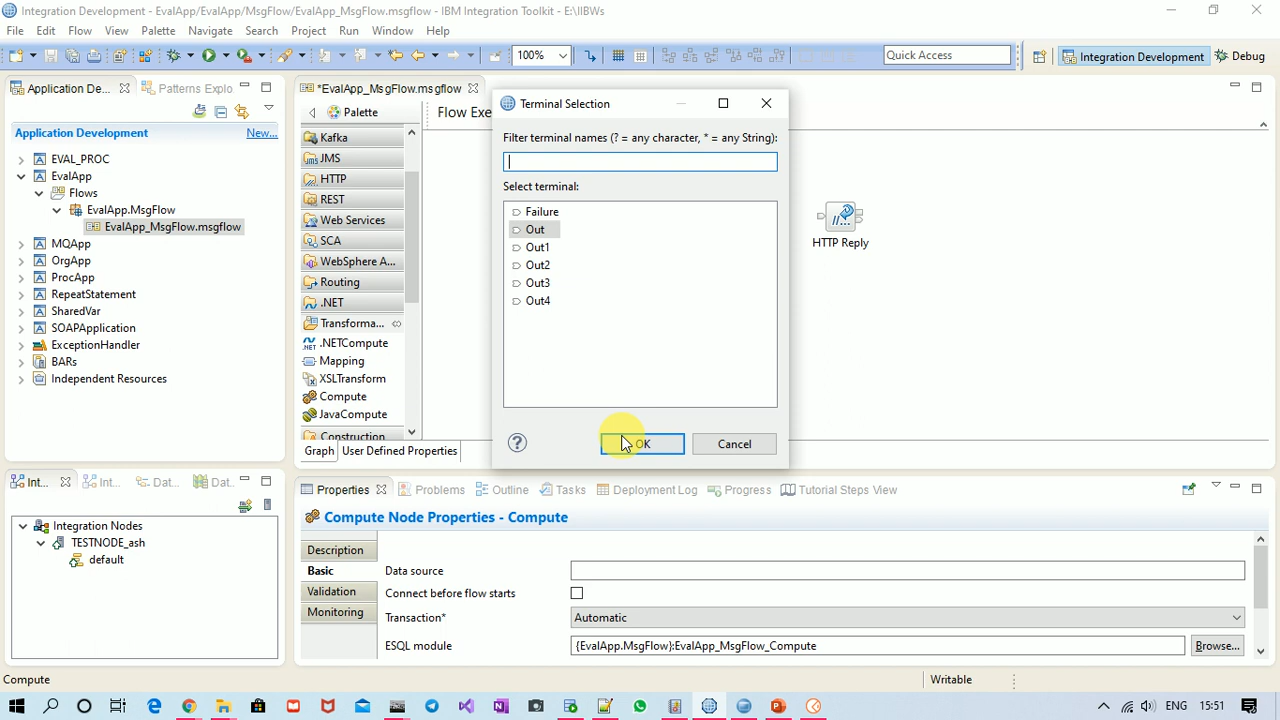 Integration Development - EvalApp/EvalApp/MsgFlow/EvalApp_MsgFlow.msgflow - IBM Integration Toolkit - E:\IIBWs
File Edit Flow View Palette Navigate Search Project Run Window Help
100%
Quick Access
Integration Development
Debug
Application De...
Patterns Explo
Application Development
New...
EVAL_PROC
EvalApp
Flows
EvalApp.MsgFlow
EvalApp_MsgFlow.msgflow
MQApp
OrgApp
ProcApp
RepeatStatement
SharedVar
SOAPApplication
ExceptionHandler
BARs
Independent Resources
*EvalApp_MsgFlow.msgflow
Palette
Flow Exe
Kafka
JMS
HTTP
REST
Web Services
SCA
WebSphere A...
Routing
.NET
Transforma...
.NETCompute
Mapping
XSLTransform
Compute
JavaCompute
Construction
Graph
User Defined Properties
HTTP Reply
Terminal Selection
Filter terminal names (? = any character, * = any String):
Select terminal:
Failure
Out
Out1
Out2
Out3
Out4
OK
Cancel
Int...
Int...
Dat...
Dat
Integration Nodes
TESTNODE_ash
default
Properties
Problems
Outline
Tasks
Deployment Log
Progress
Tutorial Steps View
Compute Node Properties - Compute
Description
Basic
Validation
Monitoring
Data source
Connect before flow starts
Transaction*
Automatic
ESQL module
{EvalApp.MsgFlow}:EvalApp_MsgFlow_Compute
Browse...
Compute
Writable
ENG
15:51